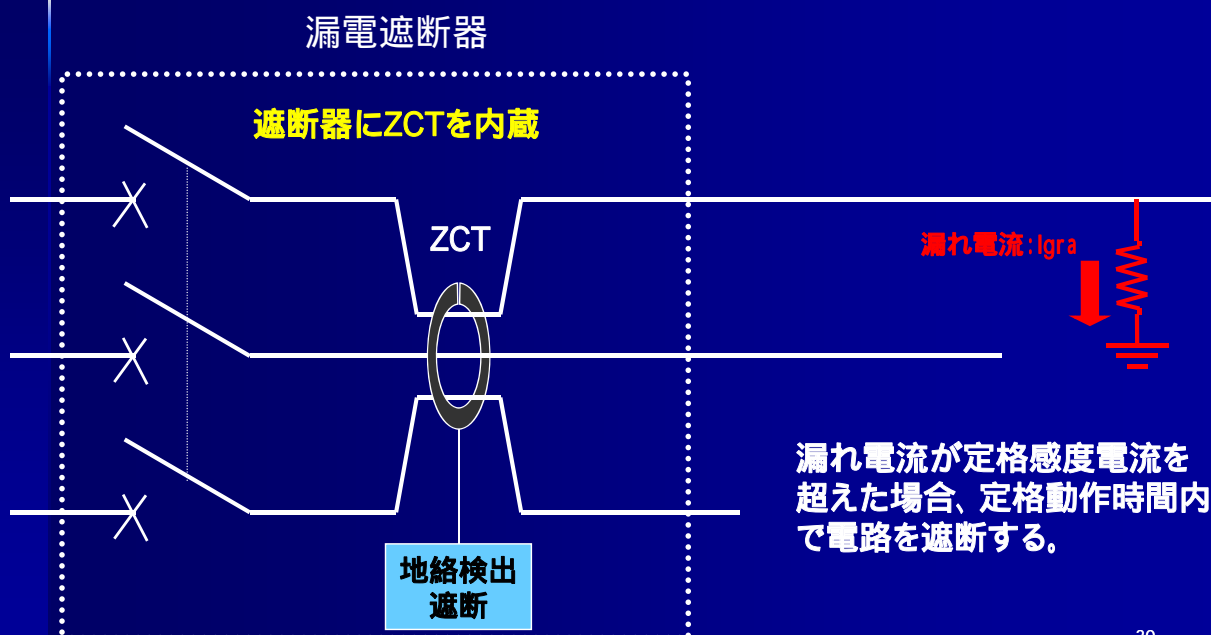 漏電遮断器
遮断器にZCTを内蔵
ZCT
漏れ電流:Igra
漏れ電流が定格感度電流を
超えた場合、定格動作時間内
で電路を遮断する。
地絡検出
遮断